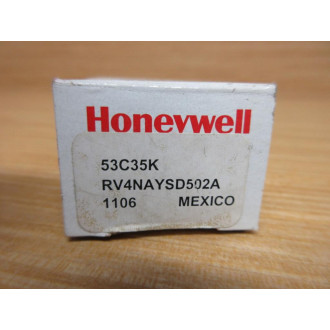 Honeywell
53C35K
RV4NAYSD502A
1106 MEXICO